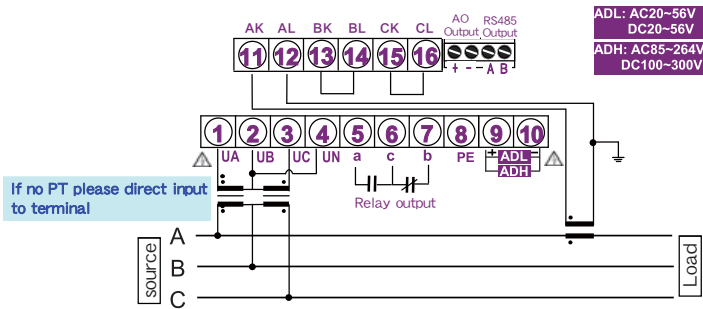 AK AL BK BL CK CL
AO Output
RS485 Output
11 12 13 14 15 16
+ - A B
ADL: AC20~56V
DC20~56V
ADH: AC85~264V
DC100~300V
1 2 3 4 5 6 7 8 9 10
UA UB UC UN a c b PE + ADL -
ADH
Relay output
If no PT please direct input
to terminal
A
B
C
source
Load